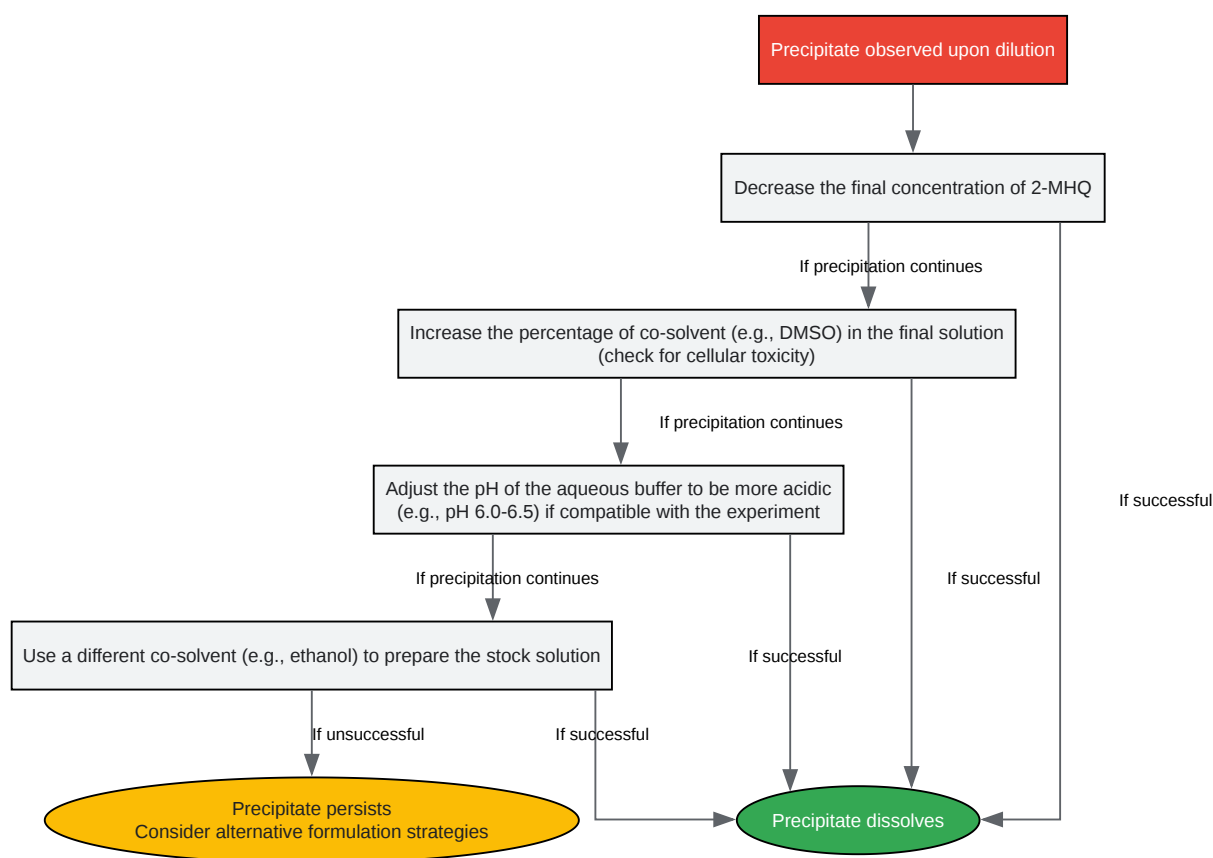 Precipitate observed upon dilution
Decrease the final concentration of 2-MHQ
If precipitation continues
Increase the percentage of co-solvent (e.g., DMSO) in the final solution
(check for cellular toxicity)
If precipitation continues
Adjust the pH of the aqueous buffer to be more acidic
(e.g., pH 6.0-6.5) if compatible with the experiment
If successful
If precipitation continues
If successful
Use a different co-solvent (e.g., ethanol) to prepare the stock solution
If successful
If unsuccessful
If successful
Precipitate persists
Consider alternative formulation strategies
Precipitate dissolves